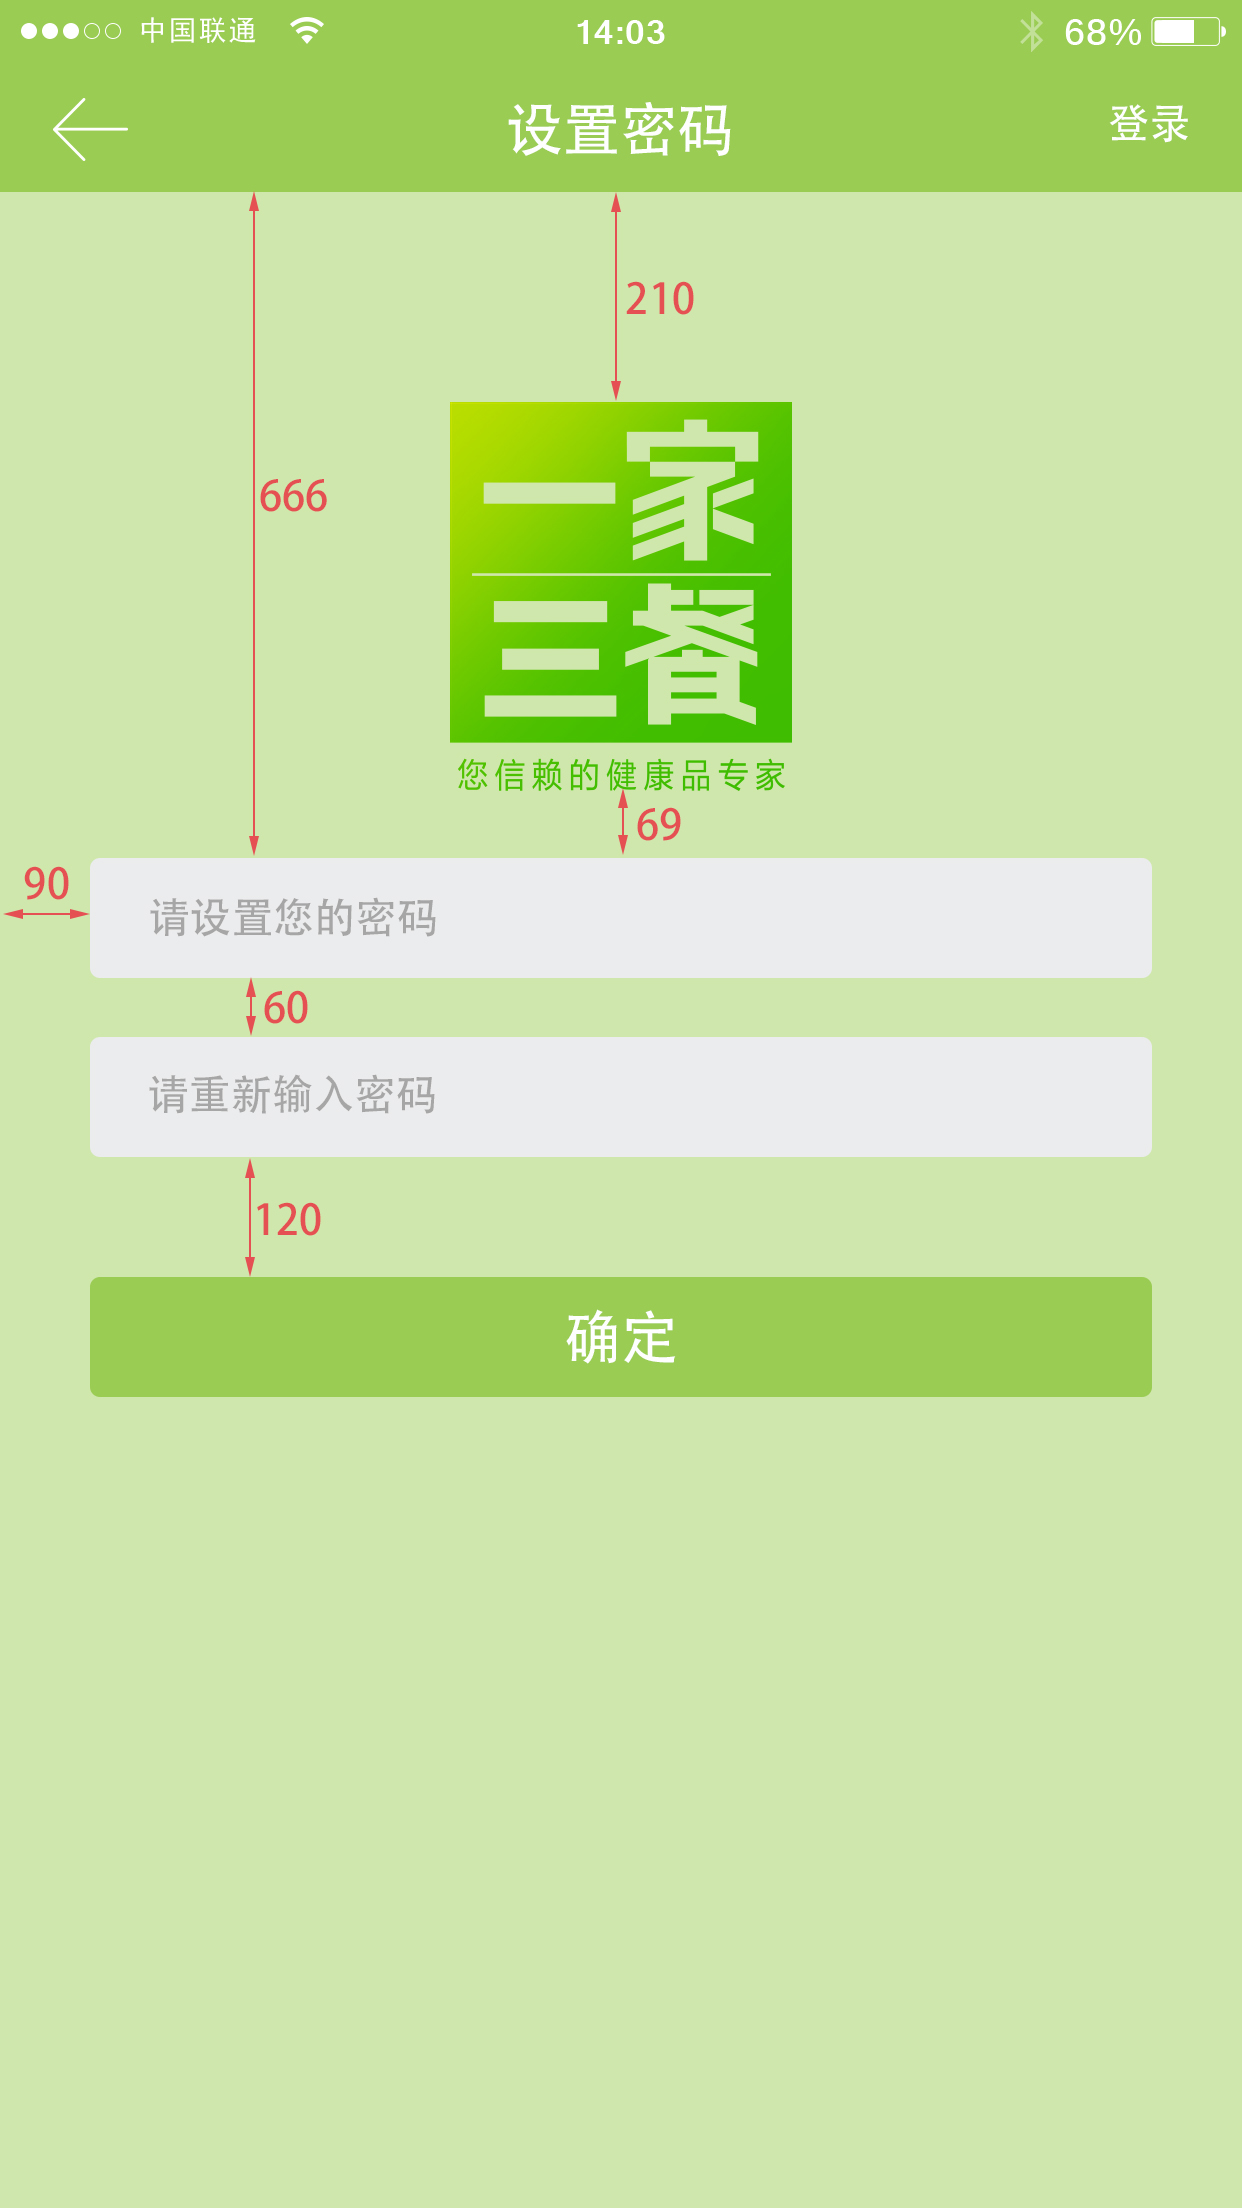 中国联通 14:03 68%
设置密码 登录
210
666
一家
三餐
您信赖的健康品专家
69
90
请设置您的密码
60
请重新输入密码
120
确定